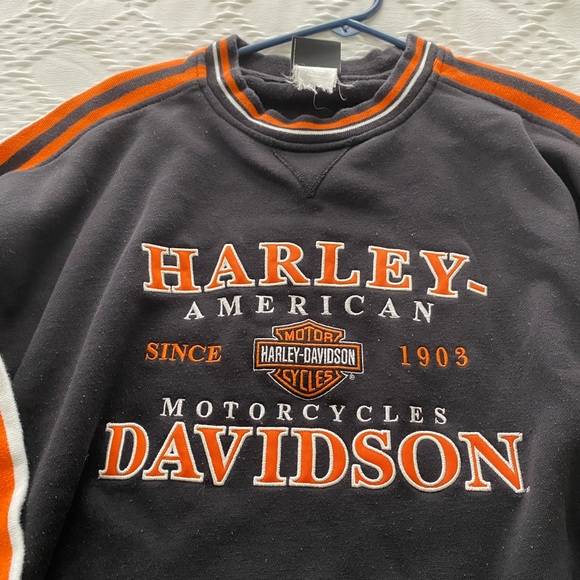 HARLEY-
AMERICAN
SINCE 1903
MOTOR
HARLEY-DAVIDSON
CYCLES
®
MOTORCYCLES
DAVIDSON